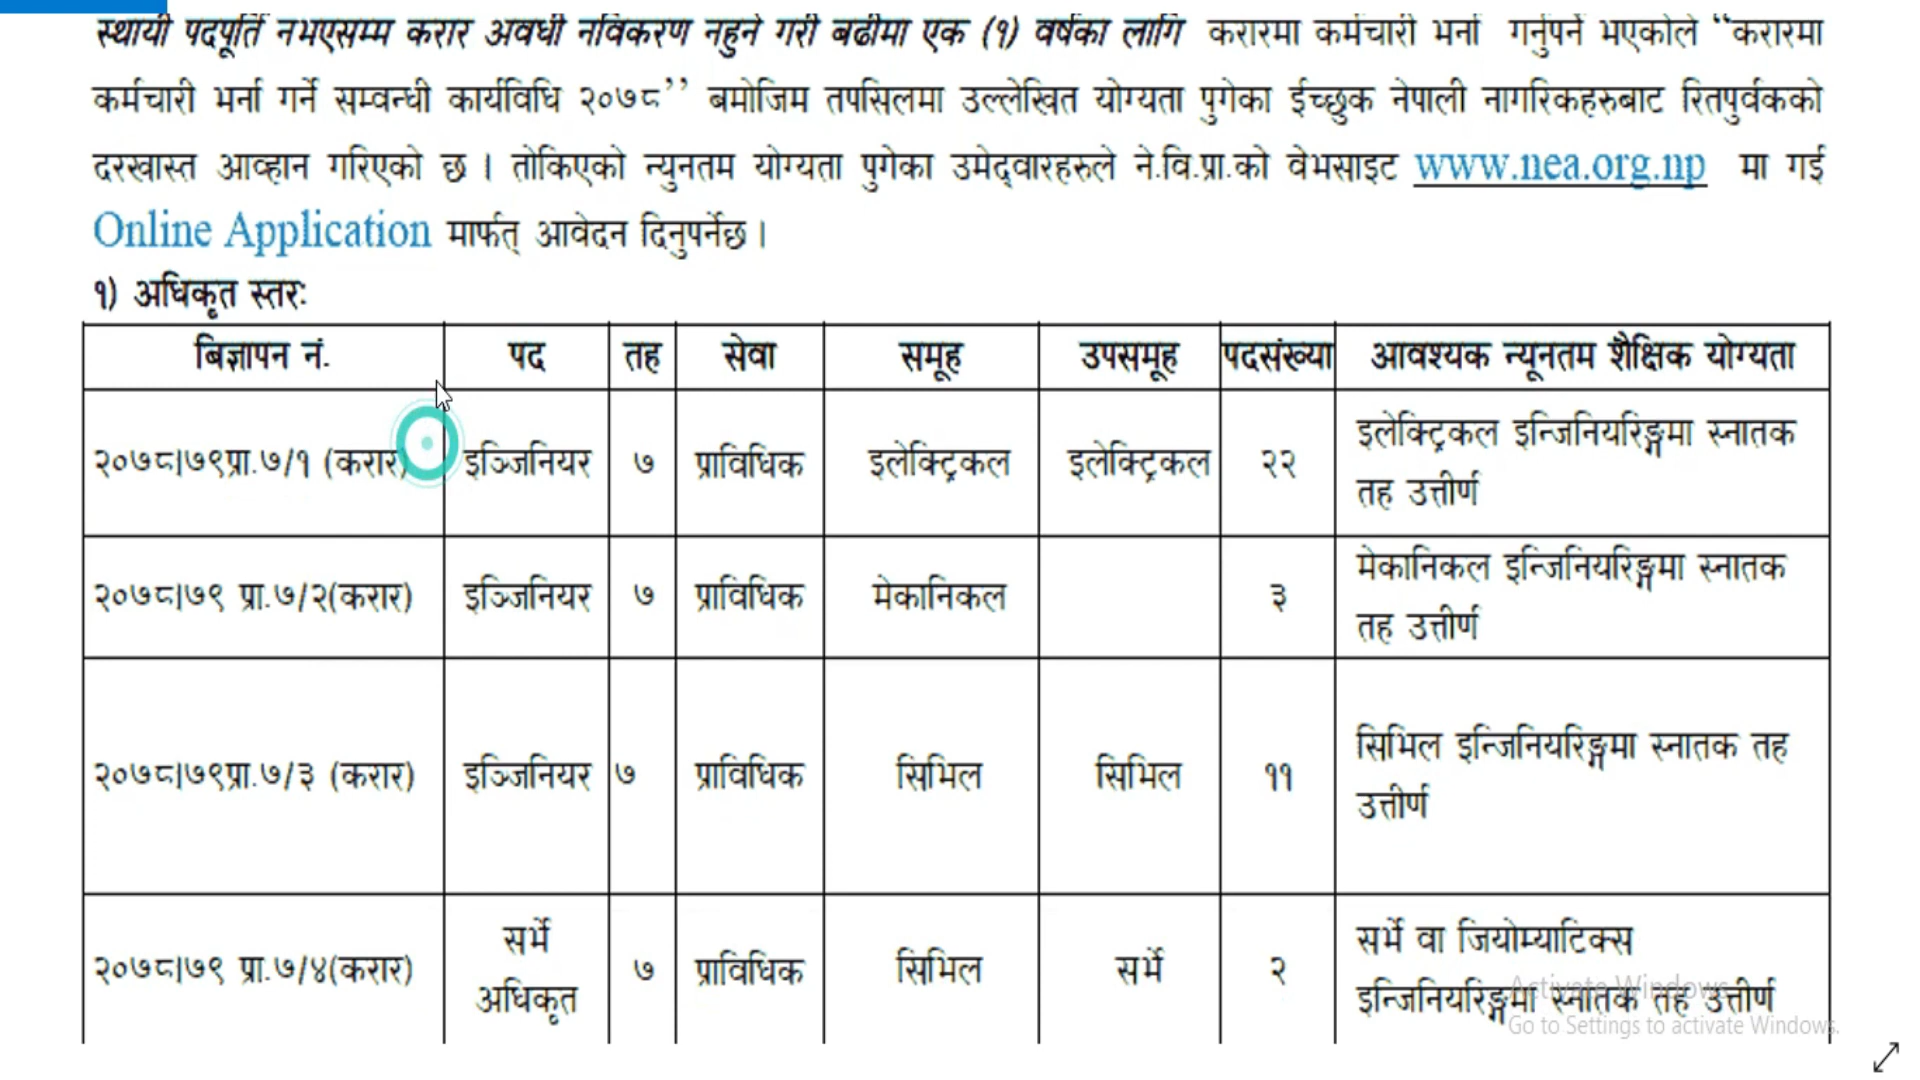 स्थायी पदपूर्ति नभएसम्म करार अवधी नविकरण नहुने गरी बढीमा एक (१) वर्षका लागि करारमा कर्मचारी भर्ना गर्नुपर्ने भएकोले “करारमा
कर्मचारी भर्ना गर्ने सम्वन्धी कार्यविधि २०७८’’ बमोजिम तपसिलमा उल्लेखित योग्यता पुगेका ईच्छुक नेपाली नागरिकहरुबाट रितपुर्वकको
दरखास्त आव्हान गरिएको छ । तोकिएको न्युनतम योग्यता पुगेका उमेद्वारहरुले ने.वि.प्रा.को वेभसाइट www.nea.org.np मा गई
Online Application मार्फत् आवेदन दिनुपर्नेछ ।
१) अधिकृत स्तरः
बिज्ञापन नं. पद तह सेवा समूह उपसमूह पदसंख्या आवश्यक न्यूनतम शैक्षिक योग्यता
२०७८।७९प्रा.७/१ (करार) इञ्जिनियर ७ प्राविधिक इलेक्ट्रिकल इलेक्ट्रिकल २२ इलेक्ट्रिकल इन्जिनियरिङ्गमा स्नातक
तह उत्तीर्ण
२०७८।७९ प्रा.७/२(करार) इञ्जिनियर ७ प्राविधिक मेकानिकल ३ मेकानिकल इन्जिनियरिङ्गमा स्नातक
तह उत्तीर्ण
२०७८।७९प्रा.७/३ (करार) इञ्जिनियर ७ प्राविधिक सिभिल सिभिल ११ सिभिल इन्जिनियरिङ्गमा स्नातक तह
उत्तीर्ण
२०७८।७९ प्रा.७/४(करार) सर्भे अधिकृत ७ प्राविधिक सिभिल सर्भे २ सर्भे वा जियोम्याटिक्स
इन्जिनियरिङ्गमा स्नातक तह उत्तीर्ण
Activate Windows
Go to Settings to activate Windows.